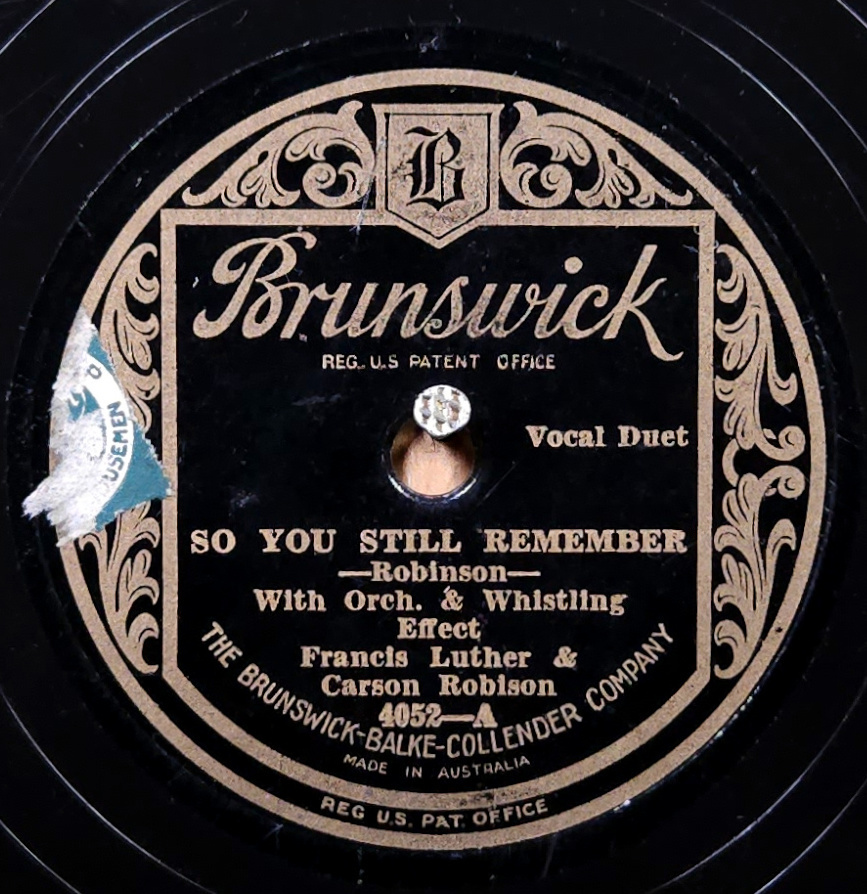 B
Brunswick
REG. U.S PATENT OFFICE
Vocal Duet
SO YOU STILL REMEMBER
—Robinson—
With Orch. & Whistling
Effect
Francis Luther &
Carson Robison
4052—A
THE BRUNSWICK-BALKE-COLLENDER COMPANY
MADE IN AUSTRALIA
REG U.S. PAT. OFFICE